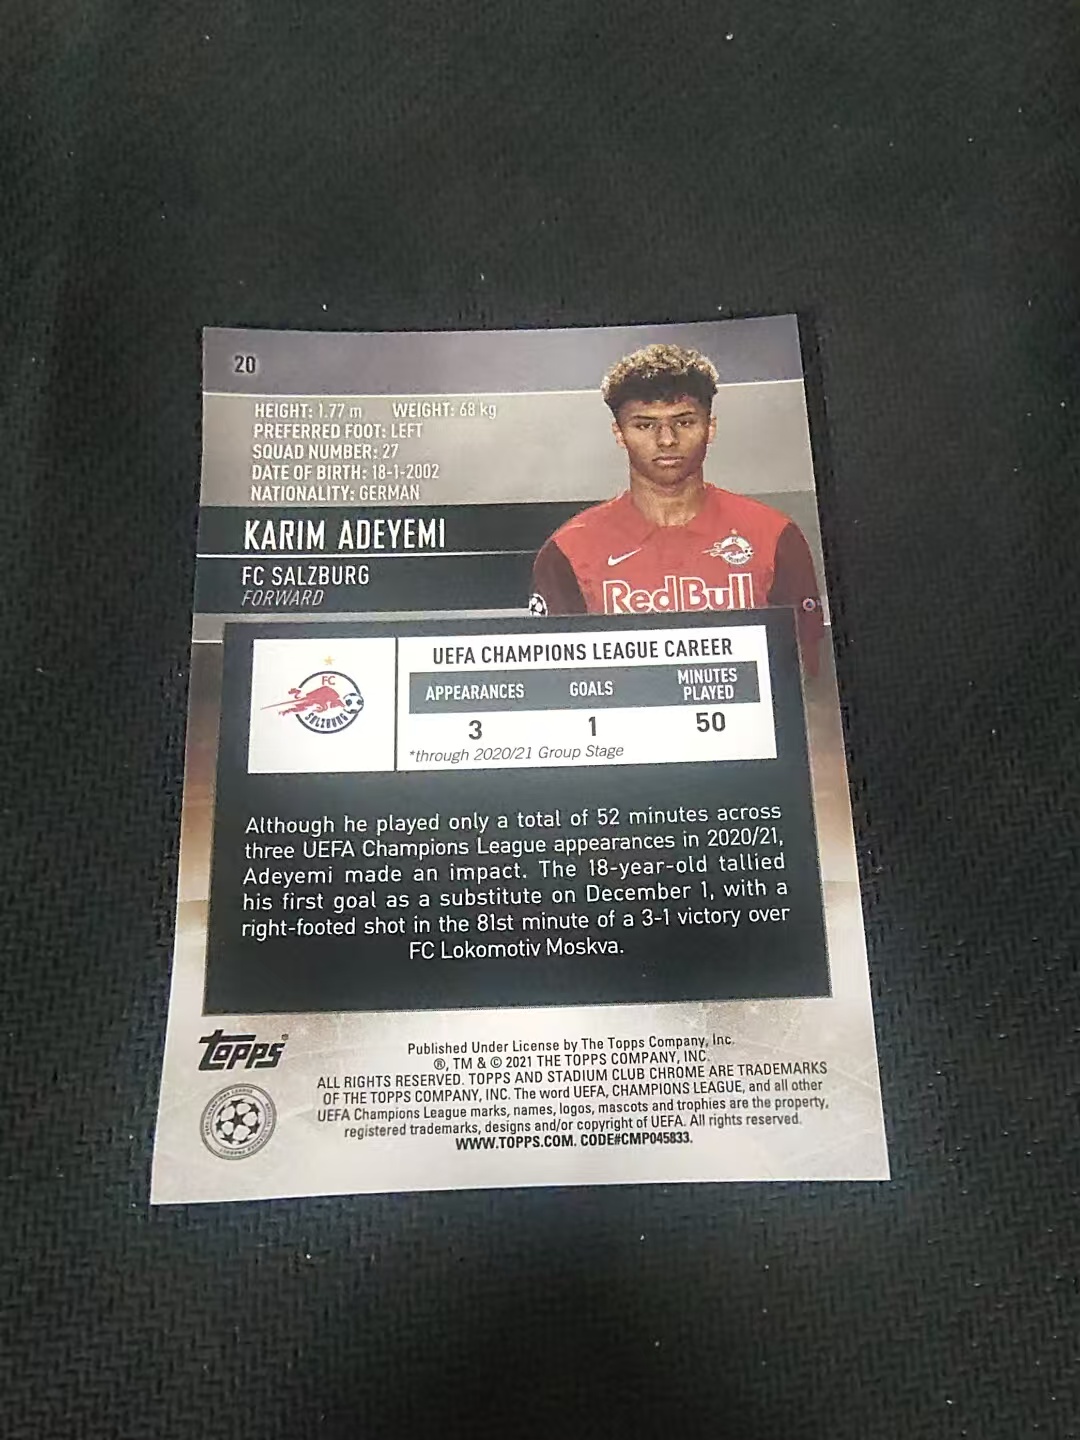 20
HEIGHT: 1.77 m WEIGHT: 68 kg
PREFERRED FOOT: LEFT
SQUAD NUMBER: 27
DATE OF BIRTH: 18-1-2002
NATIONALITY: GERMAN
KARIM ADEYEMI
FC SALZBURG
FORWARD
Red Bull
FC
SALZBURG
UEFA CHAMPIONS LEAGUE CAREER
APPEARANCES GOALS MINUTES PLAYED
3 1 50
*through 2020/21 Group Stage
Although he played only a total of 52 minutes across
three UEFA Champions League appearances in 2020/21,
Adeyemi made an impact. The 18-year-old tallied
his first goal as a substitute on December 1, with a
right-footed shot in the 81st minute of a 3-1 victory over
FC Lokomotiv Moskva.
topps®
Published Under License by The Topps Company, Inc.
®, TM & © 2021 THE TOPPS COMPANY, INC.
ALL RIGHTS RESERVED. TOPPS AND STADIUM CLUB CHROME ARE TRADEMARKS
OF THE TOPPS COMPANY, INC. The word UEFA, CHAMPIONS LEAGUE, and all other
UEFA Champions League marks, names, logos, mascots and trophies are the property,
registered trademarks, designs and/or copyright of UEFA. All rights reserved.
WWW.TOPPS.COM. CODE#CMP045833.